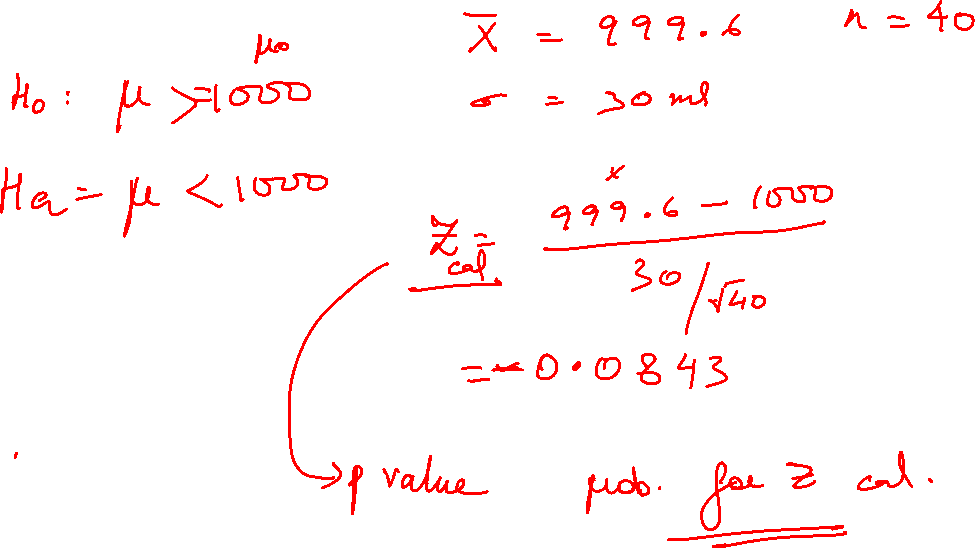 X̄ = 999.6 n = 40
μ₀
H₀: μ >=1000
σ = 30 ml
Ha = μ < 1000
x
Z cal. = (999.6 - 1000) / (30/√40)
= -0.0843
p value prob. for Z cal.